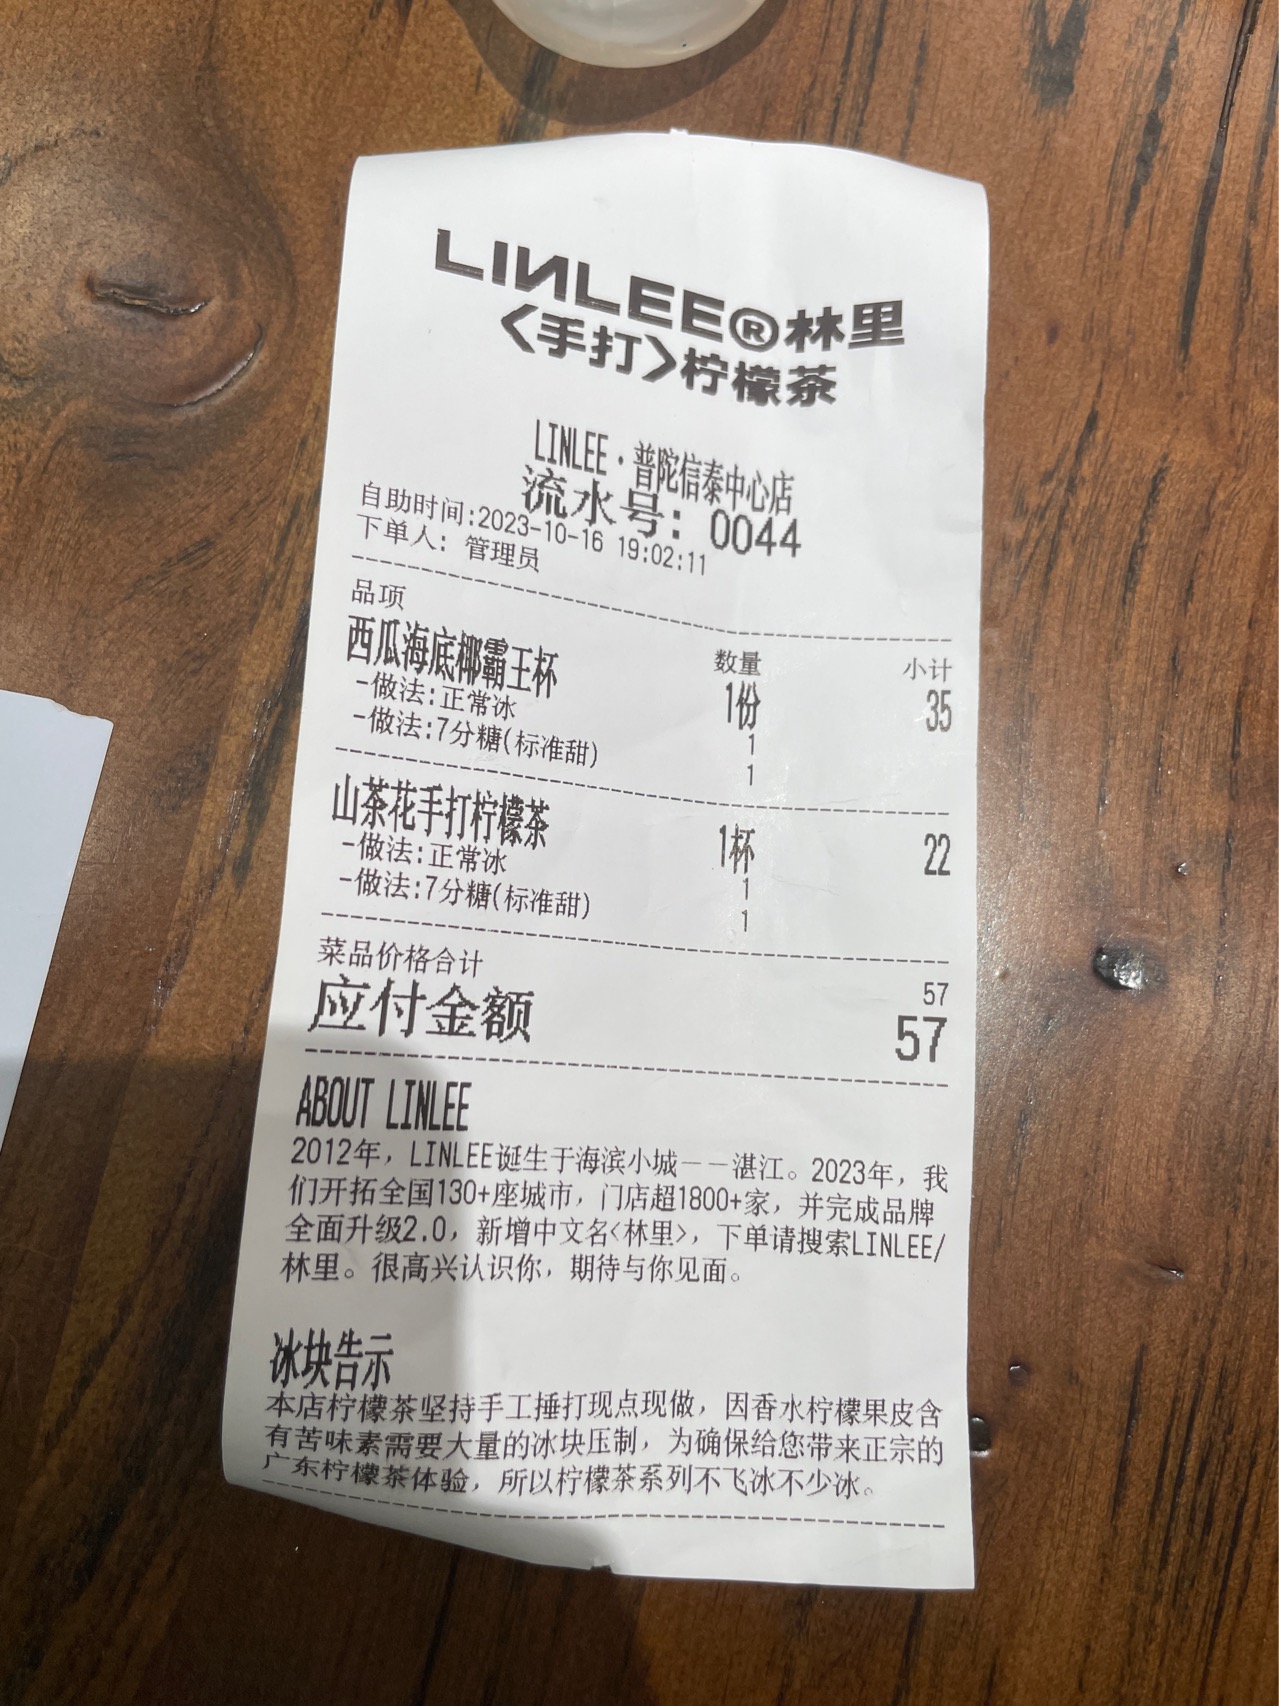 LINLEE®林里
<手打>柠檬茶
LINLEE·普陀信泰中心店
流水号: 0044
自助时间:2023-10-16 19:02:11
下单人: 管理员
品项 数量 小计
西瓜海底椰霸王杯 1份 35
-做法:正常冰 1
-做法:7分糖(标准甜) 1
山茶花手打柠檬茶 1杯 22
-做法:正常冰 1
-做法:7分糖(标准甜) 1
菜品价格合计 57
应付金额 57
ABOUT LINLEE
2012年，LINLEE诞生于海滨小城——湛江。2023年，我
们开拓全国130+座城市，门店超1800+家，并完成品牌
全面升级2.0，新增中文名<林里>，下单请搜索LINLEE/
林里。很高兴认识你，期待与你见面。
冰块告示
本店柠檬茶坚持手工捶打现点现做，因香水柠檬果皮含
有苦味素需要大量的冰块压制，为确保给您带来正宗的
广东柠檬茶体验，所以柠檬茶系列不飞冰不少冰。